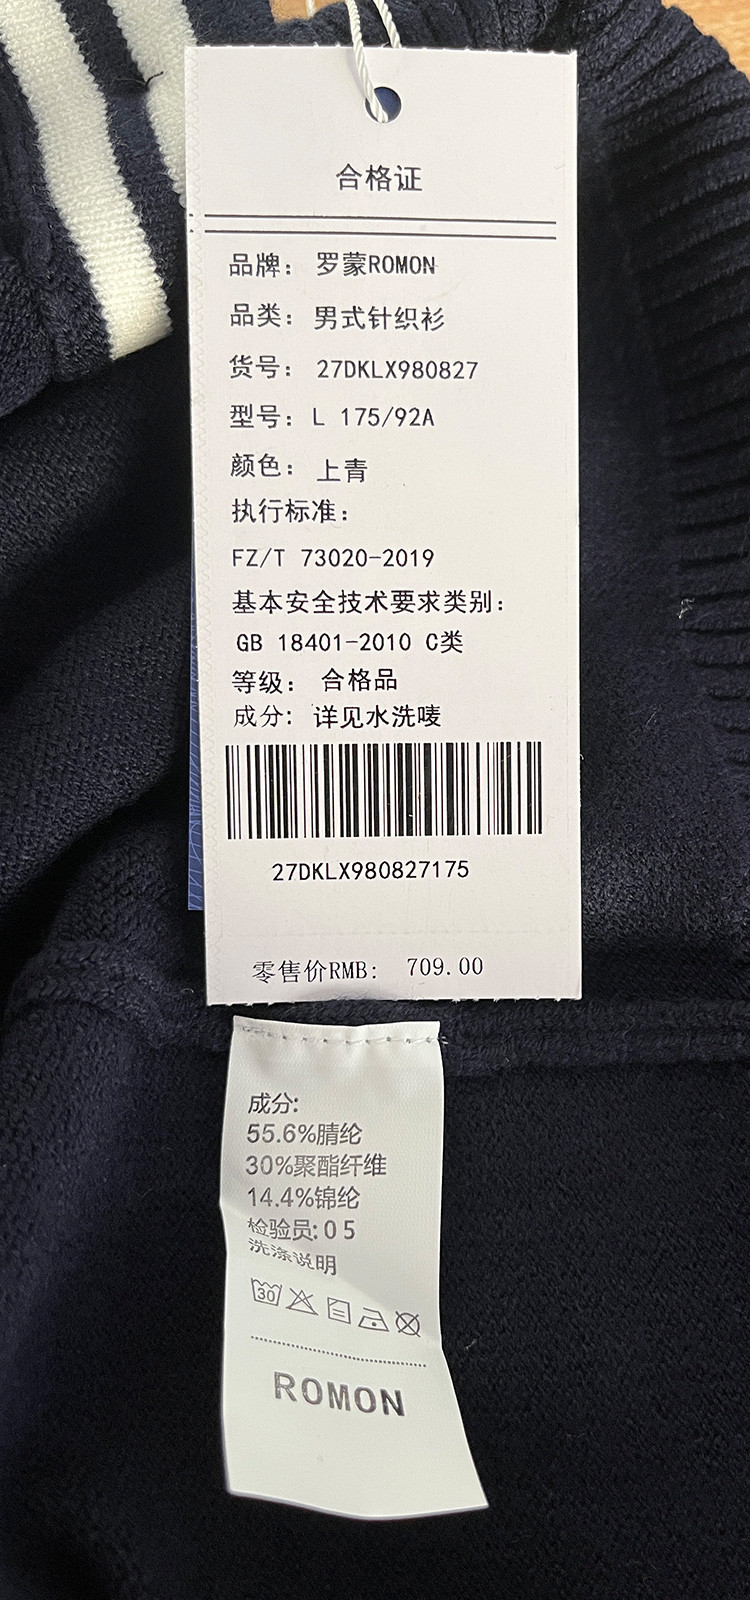 合格证
品牌: 罗蒙ROMON
品类: 男式针织衫
货号: 27DKLX980827
型号: L 175/92A
颜色: 上青
执行标准:
FZ/T 73020-2019
基本安全技术要求类别:
GB 18401-2010 C类
等级: 合格品
成分: 详见水洗唛
27DKLX980827175
零售价RMB: 709.00
成分:
55.6%腈纶
30%聚酯纤维
14.4%锦纶
检验员:05
洗涤说明
30
ROMON